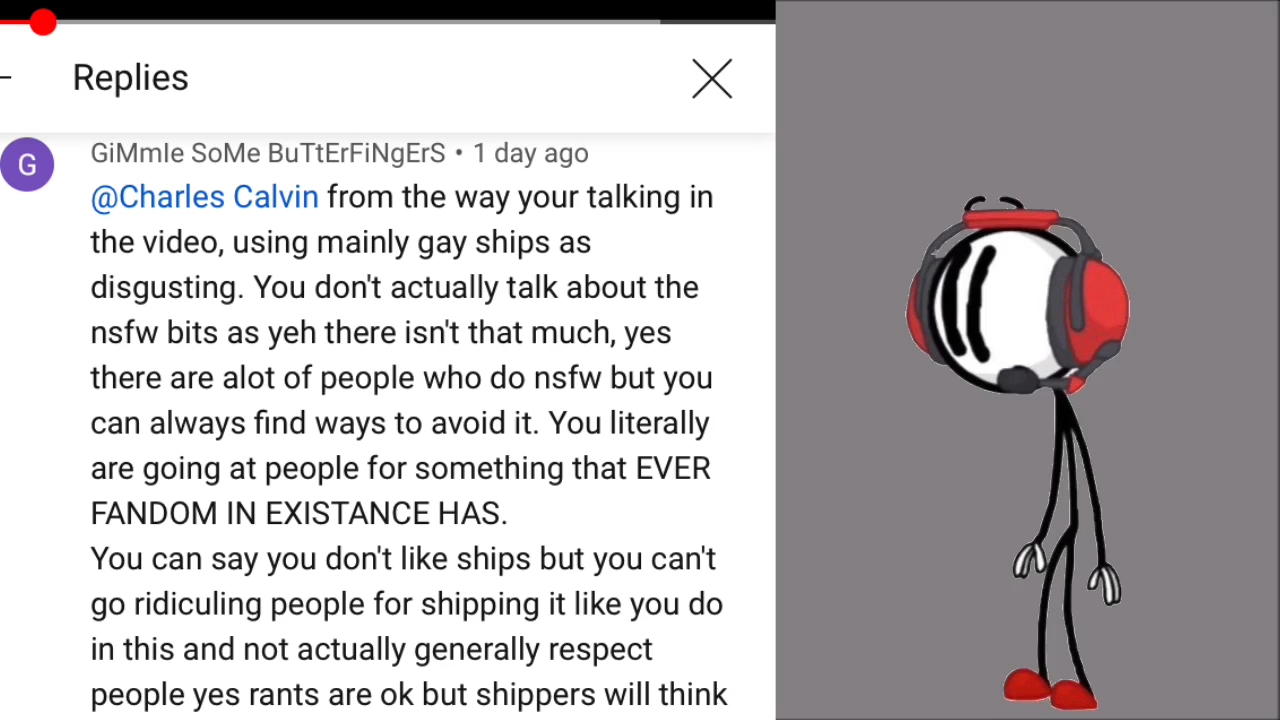 Replies
G
GiMmIe SoMe BuTtErFiNgErS • 1 day ago
@Charles Calvin from the way your talking in
the video, using mainly gay ships as
disgusting. You don't actually talk about the
nsfw bits as yeh there isn't that much, yes
there are alot of people who do nsfw but you
can always find ways to avoid it. You literally
are going at people for something that EVER
FANDOM IN EXISTANCE HAS.
You can say you don't like ships but you can't
go ridiculing people for shipping it like you do
in this and not actually generally respect
people yes rants are ok but shippers will think